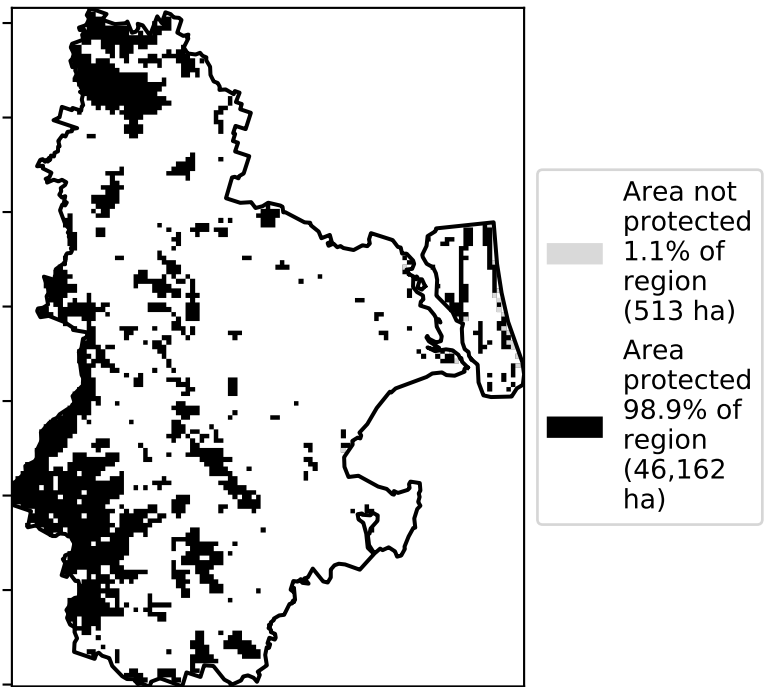 Area not
protected
1.1% of
region
(513 ha)
Area
protected
98.9% of
region
(46,162
ha)